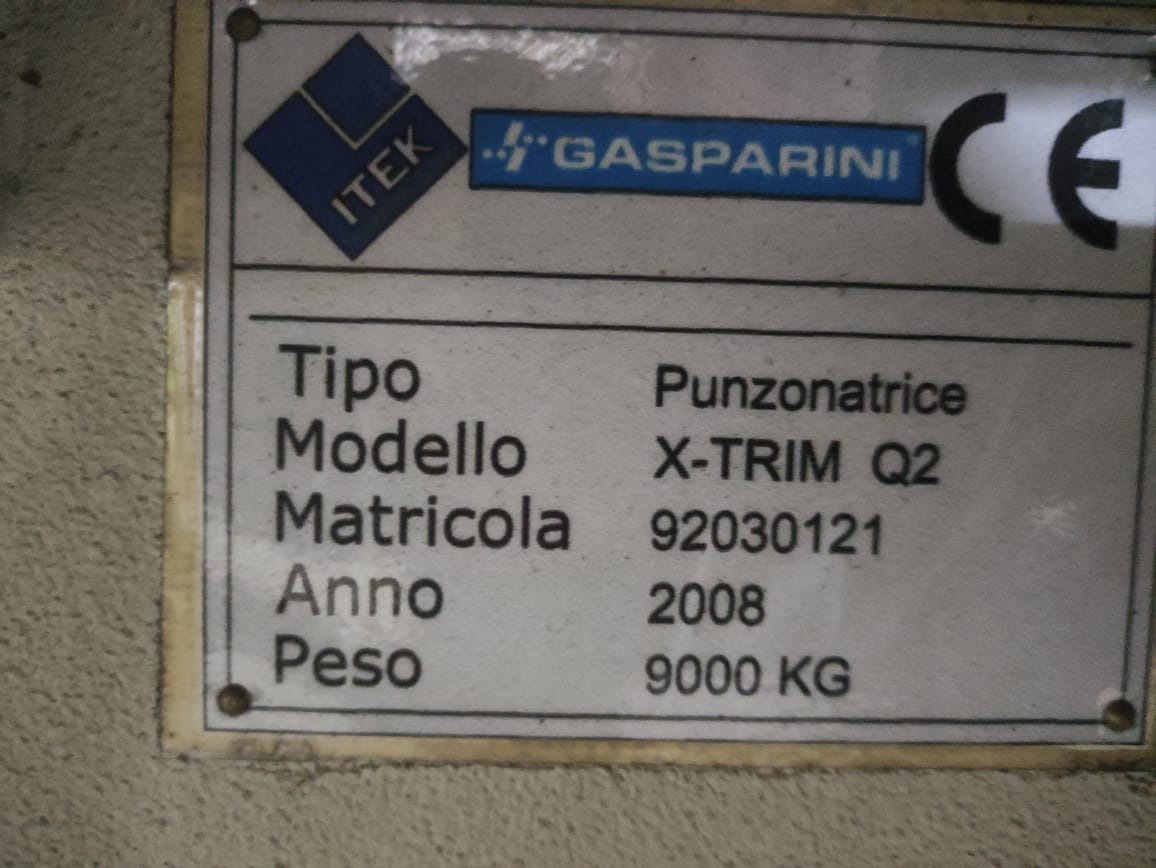 ITEK GASPARINI CE
Tipo Punzonatrice
Modello X-TRIM Q2
Matricola 92030121
Anno 2008
Peso 9000 KG